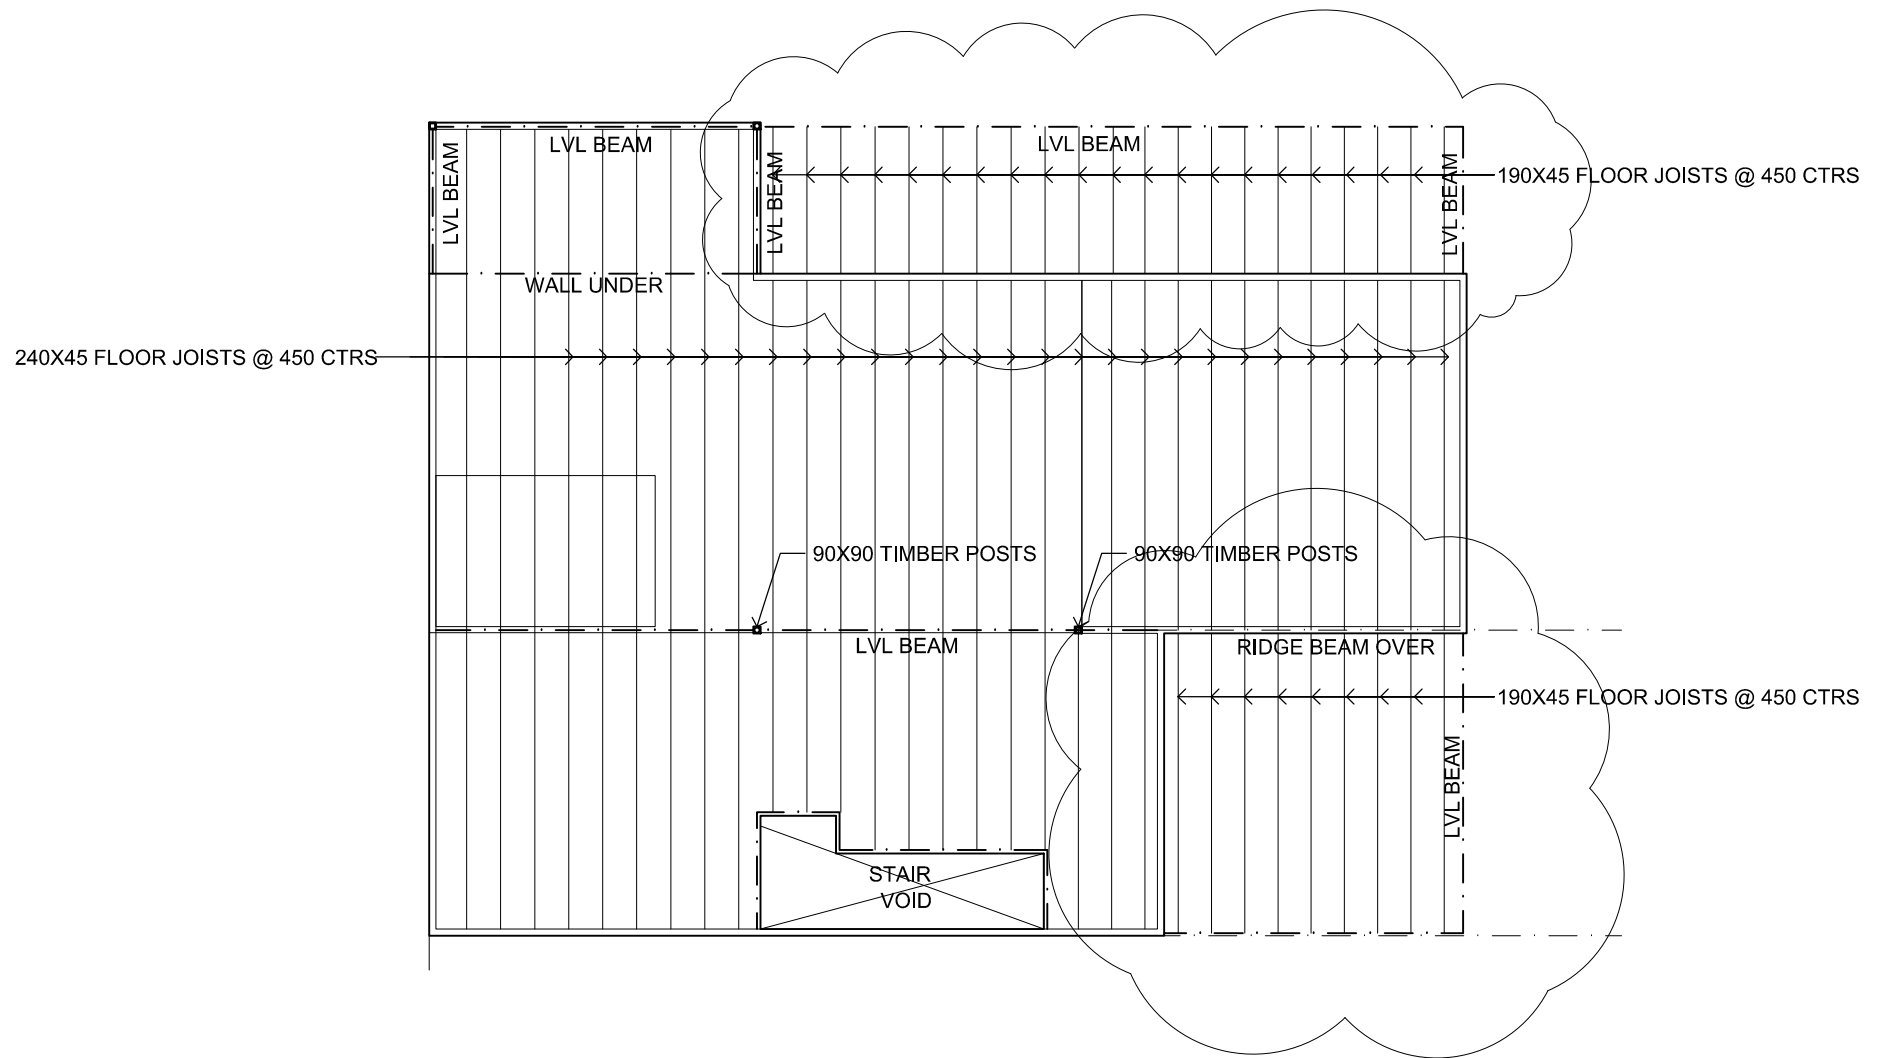 LVL BEAM
LVL BEAM
LVL BEAM
LVL BEAM
LVL BEAM
190X45 FLOOR JOISTS @ 450 CTRS
WALL UNDER
240X45 FLOOR JOISTS @ 450 CTRS
90X90 TIMBER POSTS
90X90 TIMBER POSTS
LVL BEAM
RIDGE BEAM OVER
190X45 FLOOR JOISTS @ 450 CTRS
LVL BEAM
STAIR
VOID